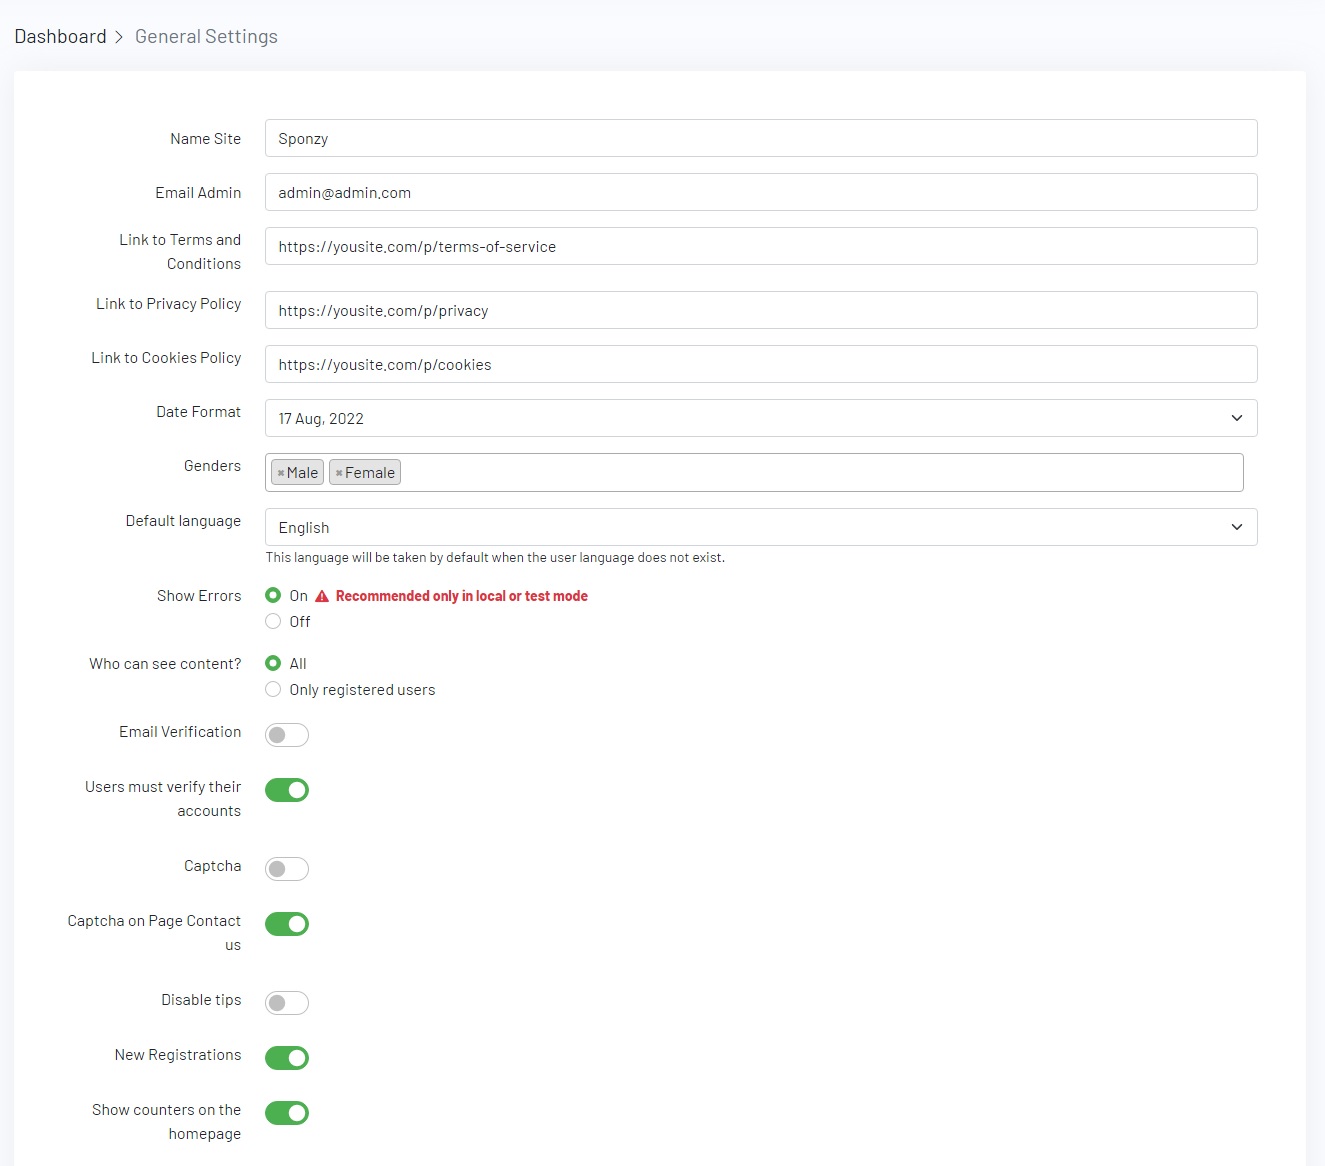 Dashboard > General Settings
Name Site
Sponzy
Email Admin
admin@admin.com
Link to Terms and
Conditions
https://yousite.com/p/terms-of-service
Link to Privacy Policy
https://yousite.com/p/privacy
Link to Cookies Policy
https://yousite.com/p/cookies
Date Format
17 Aug, 2022
Genders
×Male ×Female
Default language
English
This language will be taken by default when the user language does not exist.
Show Errors
On Recommended only in local or test mode
Off
Who can see content?
All
Only registered users
Email Verification
Users must verify their
accounts
Captcha
Captcha on Page Contact
us
Disable tips
New Registrations
Show counters on the
homepage